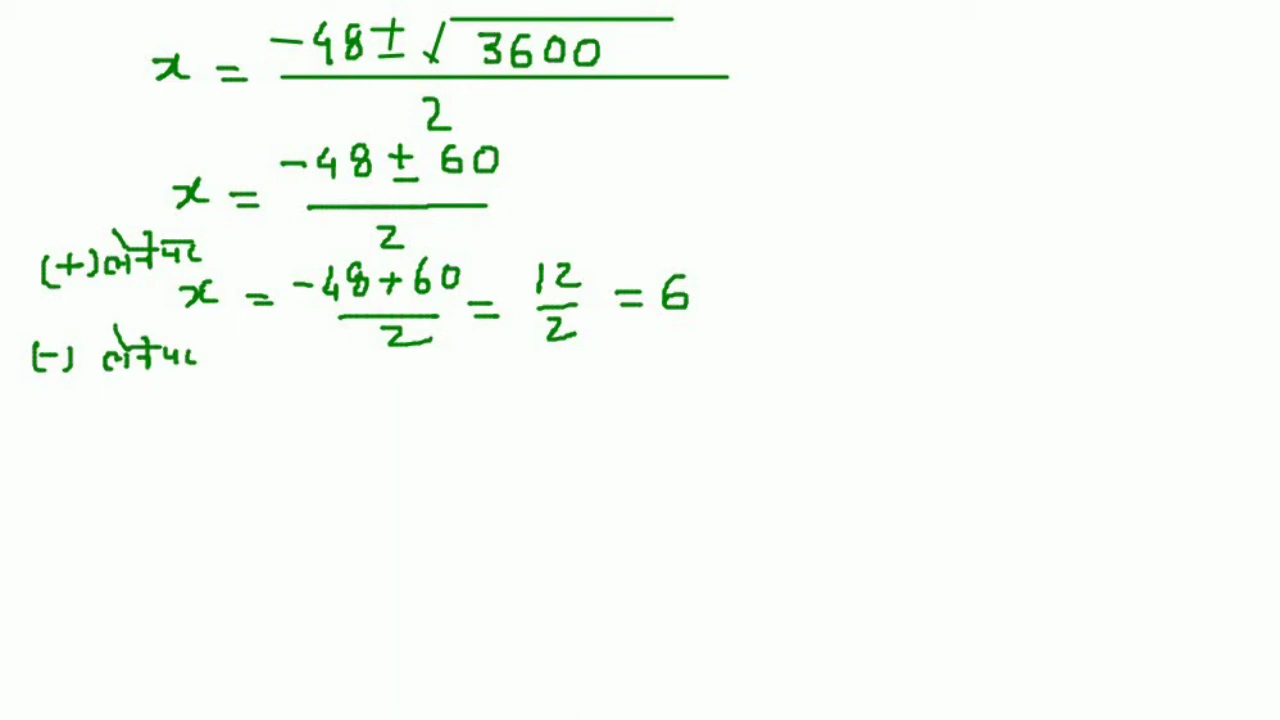 x = (-48 ± √3600) / 2
x = (-48 ± 60) / 2
(+) लेने पर
x = (-48 + 60) / 2 = 12/2 = 6
(-) लेने पर